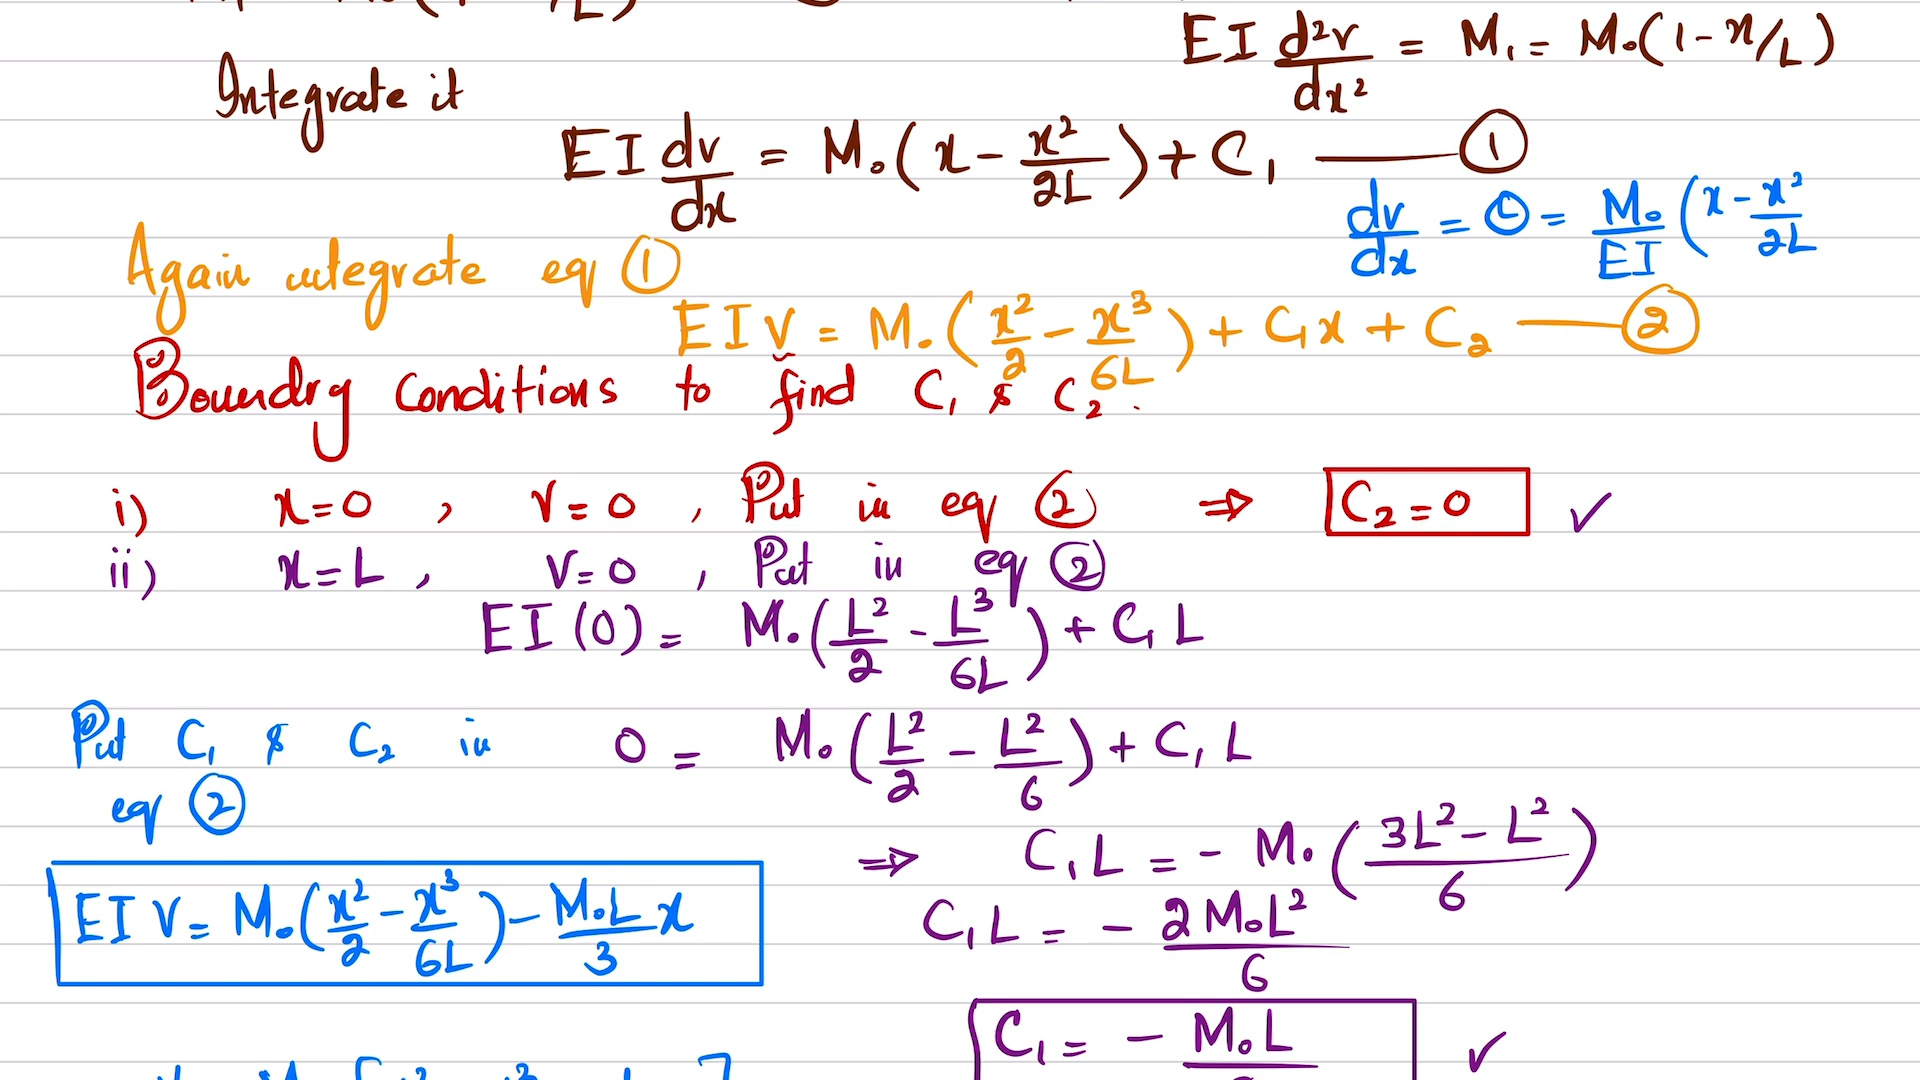 EI d²v/dx² = M₁ = M₀(1 - x/L)
Integrate it
EI dv/dx = M₀(x - x²/2L) + C₁ —— ①
dv/dx = θ = M₀/EI (x - x²/2L
Again integrate eq ①
EI v = M₀(x²/2 - x³/6L) + C₁x + C₂ —— ②
Boundry Conditions to find C₁ & C₂.
i) x=0 , v=0 , Put in eq ② ⇒ C₂ = 0 ✓
ii) x=L , v=0 , Put in eq ②
EI(0) = M₀(L²/2 - L³/6L) + C₁L
0 = M₀(L²/2 - L²/6) + C₁L
⇒ C₁L = - M₀((3L² - L²)/6)
C₁L = - 2M₀L²/6
C₁ = - M₀L ✓
Put C₁ & C₂ in
eq ②
EI v = M₀(x²/2 - x³/6L) - M₀L/3 x